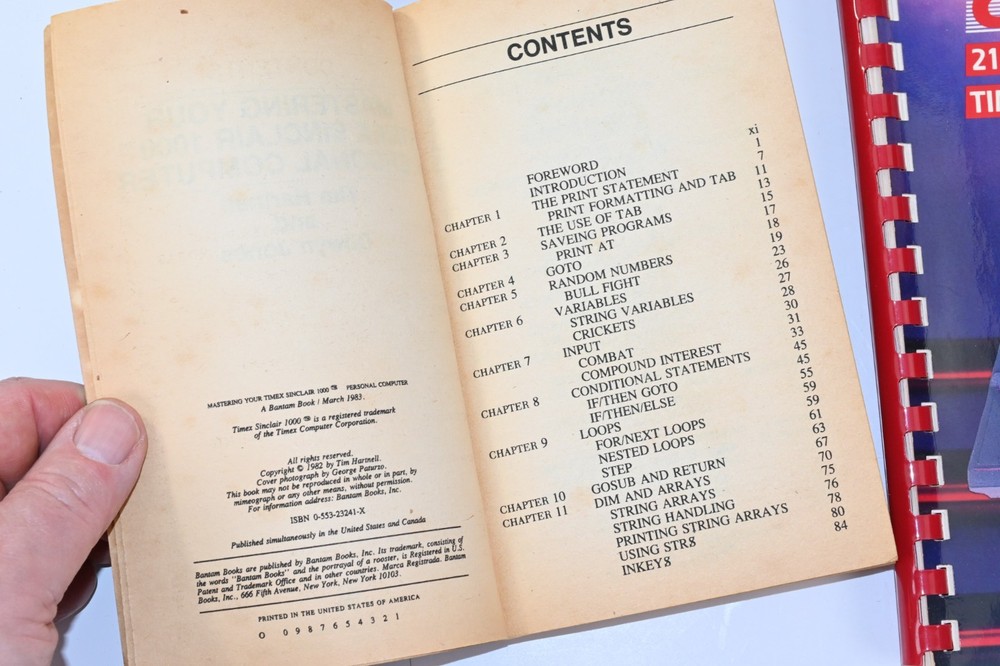 MASTERING YOUR TIMEX SINCLAIR 1000 ™ PERSONAL COMPUTER
A Bantam Book / March 1983.
Timex Sinclair 1000 ™ is a registered trademark
of the Timex Computer Corporation.
All rights reserved.
Copyright © 1982 by Tim Hartnell.
Cover photograph by George Paturzo.
This book may not be reproduced in whole or in part, by
mimeograph or any other means, without permission.
For information address: Bantam Books, Inc.
ISBN 0-553-23241-X
Published simultaneously in the United States and Canada
Bantam Books are published by Bantam Books, Inc. Its trademark, consisting of
the words "Bantam Books" and the portrayal of a rooster, is Registered in U.S.
Patent and Trademark Office and in other countries. Marca Registrada. Bantam
Books, Inc., 666 Fifth Avenue, New York, New York 10103.
PRINTED IN THE UNITED STATES OF AMERICA
O 0 9 8 7 6 5 4 3 2 1
CONTENTS
FOREWORD xi
INTRODUCTION 1
CHAPTER 1 THE PRINT STATEMENT 7
PRINT FORMATTING AND TAB 11
CHAPTER 2 THE USE OF TAB 13
CHAPTER 3 SAVEING PROGRAMS 15
PRINT AT 17
CHAPTER 4 GOTO 18
CHAPTER 5 RANDOM NUMBERS 19
BULL FIGHT 23
CHAPTER 6 VARIABLES 26
STRING VARIABLES 27
CRICKETS 28
CHAPTER 7 INPUT 30
COMBAT 31
COMPOUND INTEREST 33
CHAPTER 8 CONDITIONAL STATEMENTS 45
IF/THEN GOTO 45
IF/THEN/ELSE 55
CHAPTER 9 LOOPS 59
FOR/NEXT LOOPS 59
NESTED LOOPS 61
STEP 63
CHAPTER 10 GOSUB AND RETURN 67
CHAPTER 11 DIM AND ARRAYS 70
STRING ARRAYS 75
STRING HANDLING 76
PRINTING STRING ARRAYS 78
USING STR8 80
INKEY8 84
21